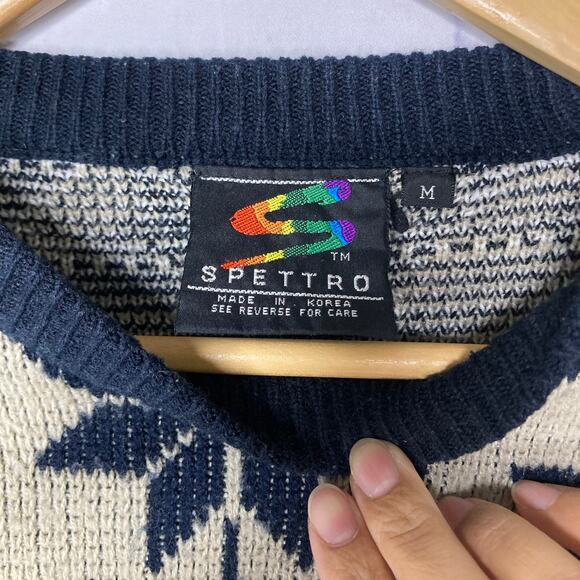 M
TM
SPETTRO
MADE IN KOREA
SEE REVERSE FOR CARE